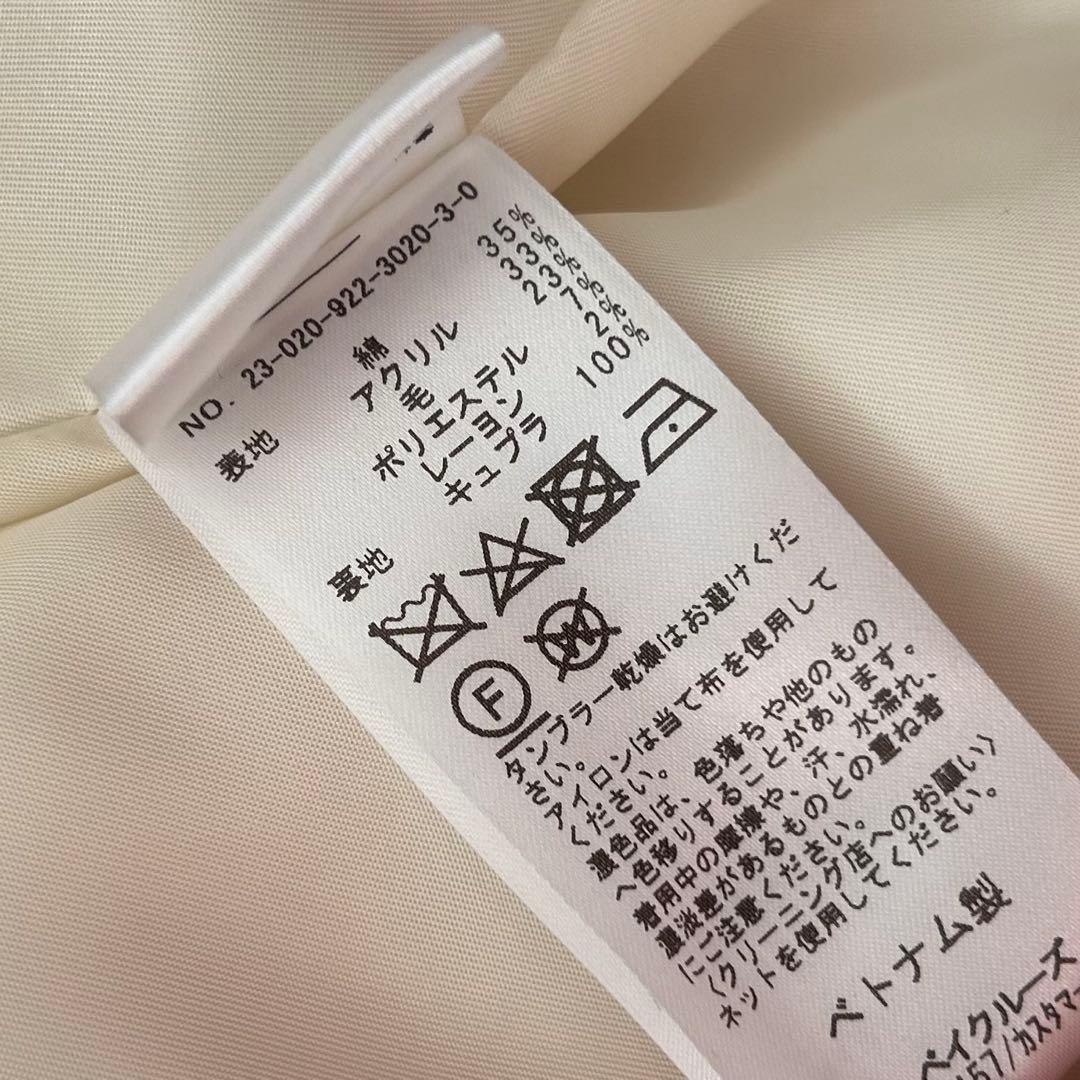 NO. 23-020-922-3020-3-0
表地 綿 35%
アクリル 33%
毛 23%
ポリエステル 7%
レーヨン 2%
裏地 キュプラ 100%
F
W
タンブラー乾燥はお避けくだ
さい。
アイロンは当て布を使用して
ください。
濃色品は、色落ちや他のもの
へ色移りすることがあります。
着用中の摩擦や、汗、水濡れ、
濃淡差があるものとの重ね着
にご注意ください。
〈クリーニング店へのお願い〉
ネットを使用してください。
ベトナム製
ベイクルーズ
157/カスタマー